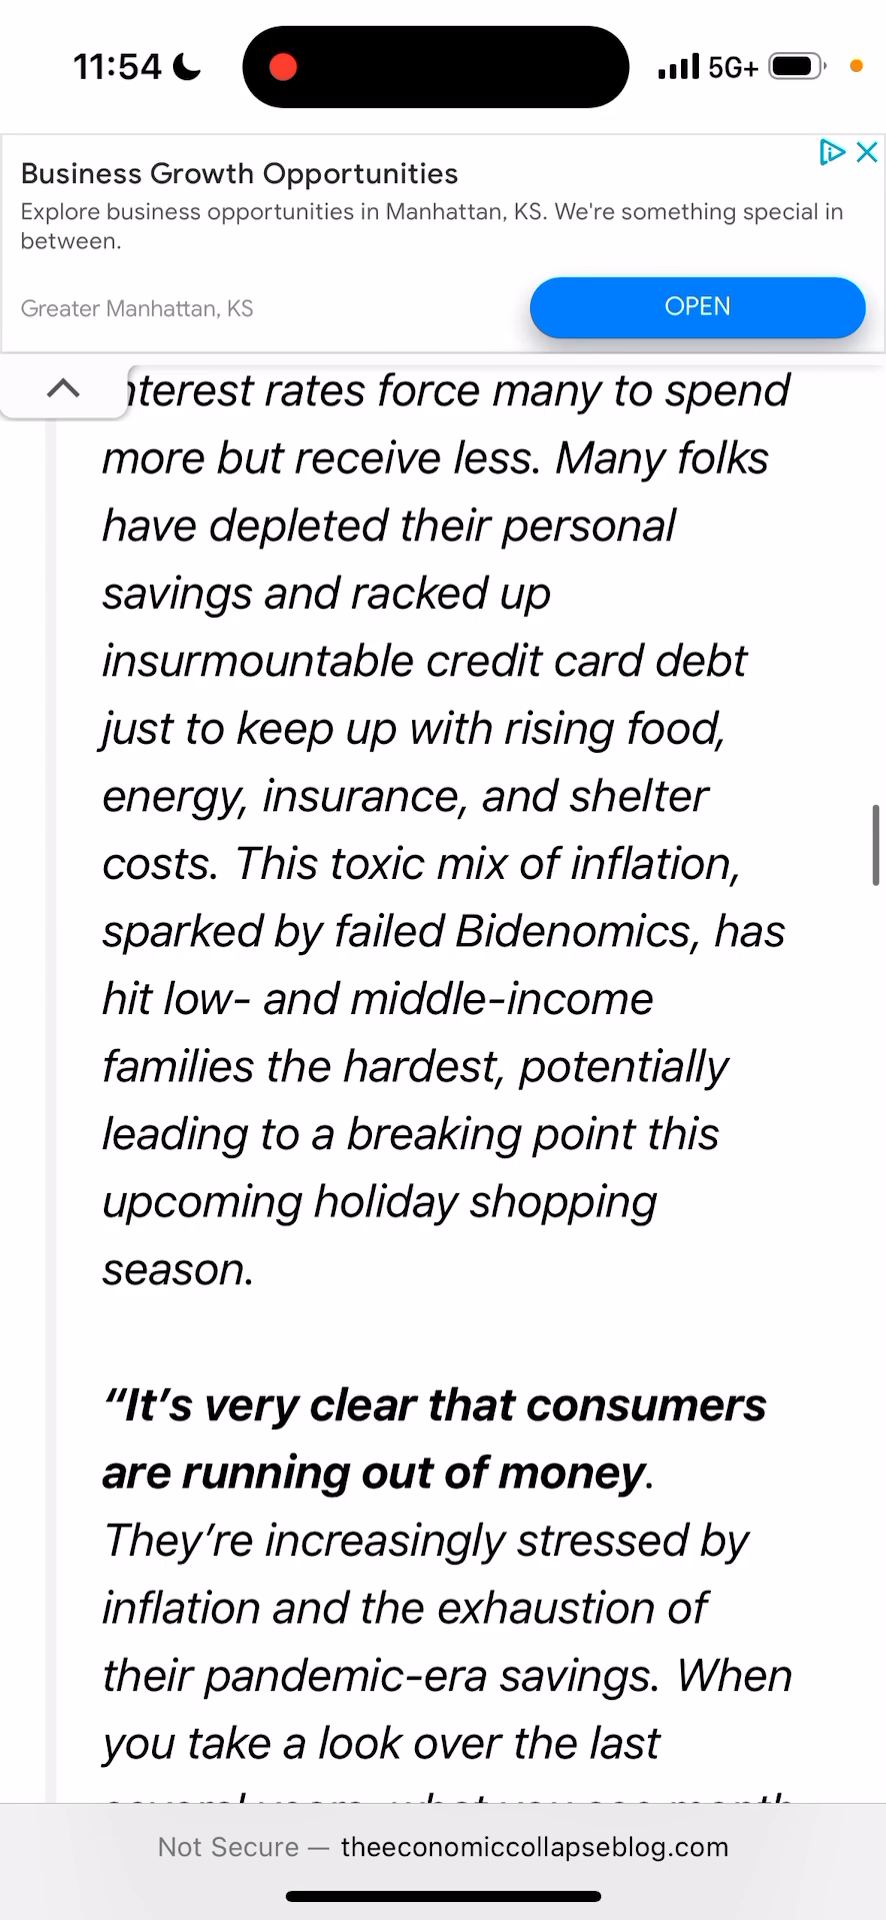 11:54
5G+
Business Growth Opportunities
Explore business opportunities in Manhattan, KS. We're something special in
between.
Greater Manhattan, KS
OPEN
nterest rates force many to spend
more but receive less. Many folks
have depleted their personal
savings and racked up
insurmountable credit card debt
just to keep up with rising food,
energy, insurance, and shelter
costs. This toxic mix of inflation,
sparked by failed Bidenomics, has
hit low- and middle-income
families the hardest, potentially
leading to a breaking point this
upcoming holiday shopping
season.
“It’s very clear that consumers
are running out of money.
They’re increasingly stressed by
inflation and the exhaustion of
their pandemic-era savings. When
you take a look over the last
Not Secure — theeconomiccollapseblog.com